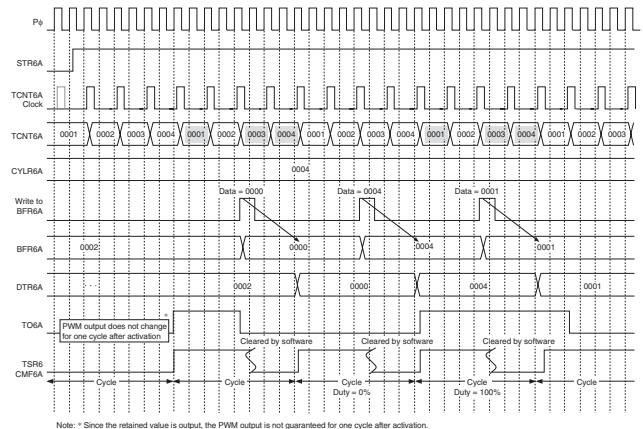 Pφ
STR6A
TCNT6A
Clock
TCNT6A
0001 0002 0003 0004 0001 0002 0003 0004 0001 0002 0003 0004 0001 0002 0003 0004 0001 0002 0003
CYLR6A
0004
Data = 0000 Data = 0004 Data = 0001
Write to
BFR6A
BFR6A
0002 0000 0004 0001
DTR6A
... 0002 0000 0004 0001
TO6A
*
PWM output does not change
for one cycle after activation
Cleared by software Cleared by software Cleared by software
TSR6
CMF6A
Cycle Cycle Cycle Cycle Cycle
Duty = 0% Duty = 100%
Note: * Since the retained value is output, the PWM output is not guaranteed for one cycle after activation.